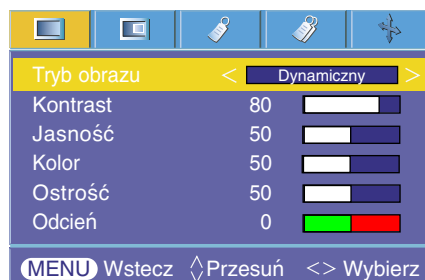 Tryb obrazu < Dynamiczny >
Kontrast 80
Jasność 50
Kolor 50
Ostrość 50
Odcień 0
MENU Wstecz Przesuń <> Wybierz